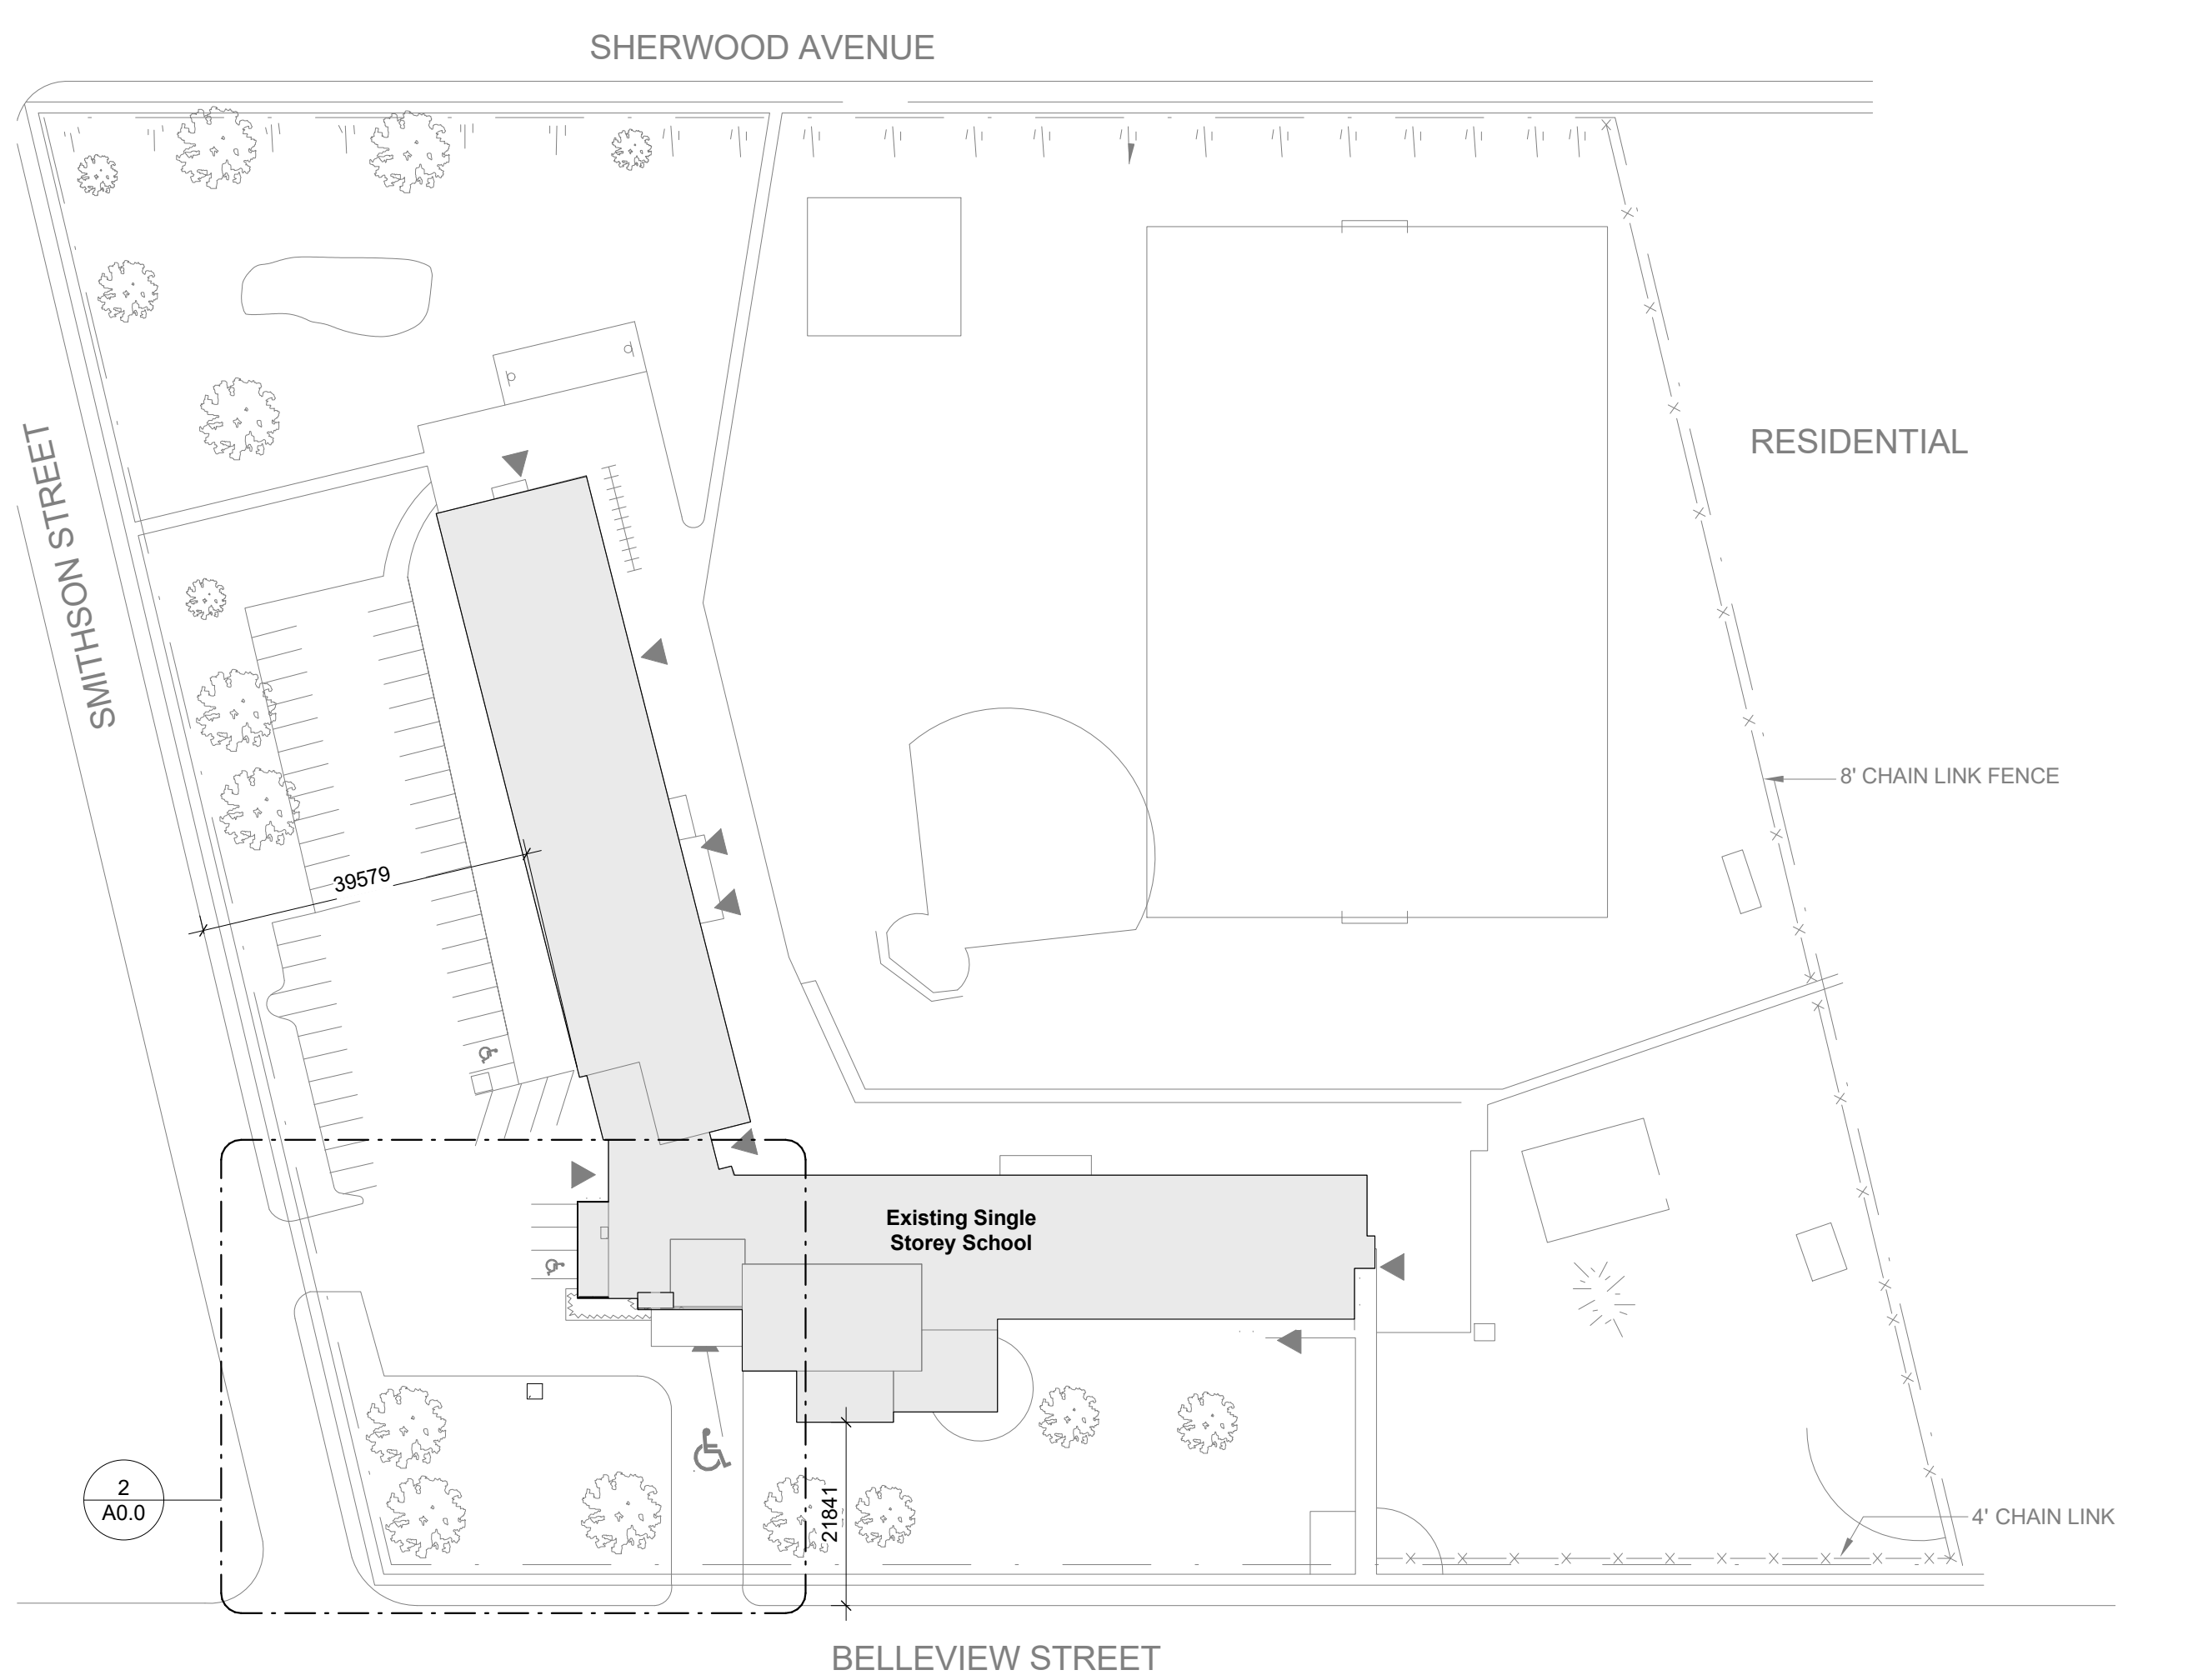 SHERWOOD AVENUE
SMITHSON STREET
RESIDENTIAL
8' CHAIN LINK FENCE
39579
Existing Single
Storey School
2
A0.0
21841
4' CHAIN LINK
BELLEVIEW STREET